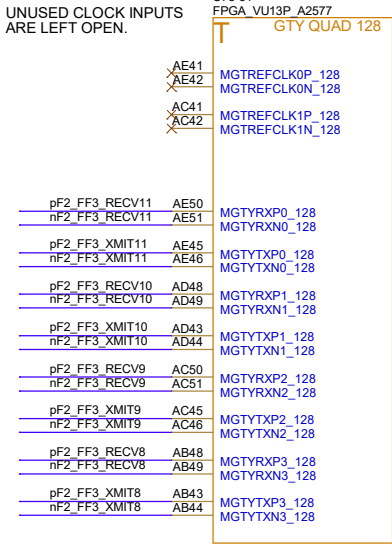 UNUSED CLOCK INPUTS
ARE LEFT OPEN.
FPGA_VU13P_A2577
T GTY QUAD 128
AE41 MGTREFCLK0P_128
AE42 MGTREFCLK0N_128
AC41 MGTREFCLK1P_128
AC42 MGTREFCLK1N_128
pF2_FF3_RECV11 AE50 MGTYRXP0_128
nF2_FF3_RECV11 AE51 MGTYRXN0_128
pF2_FF3_XMIT11 AE45 MGTYTXP0_128
nF2_FF3_XMIT11 AE46 MGTYTXN0_128
pF2_FF3_RECV10 AD48 MGTYRXP1_128
nF2_FF3_RECV10 AD49 MGTYRXN1_128
pF2_FF3_XMIT10 AD43 MGTYTXP1_128
nF2_FF3_XMIT10 AD44 MGTYTXN1_128
pF2_FF3_RECV9 AC50 MGTYRXP2_128
nF2_FF3_RECV9 AC51 MGTYRXN2_128
pF2_FF3_XMIT9 AC45 MGTYTXP2_128
nF2_FF3_XMIT9 AC46 MGTYTXN2_128
pF2_FF3_RECV8 AB48 MGTYRXP3_128
nF2_FF3_RECV8 AB49 MGTYRXN3_128
pF2_FF3_XMIT8 AB43 MGTYTXP3_128
nF2_FF3_XMIT8 AB44 MGTYTXN3_128